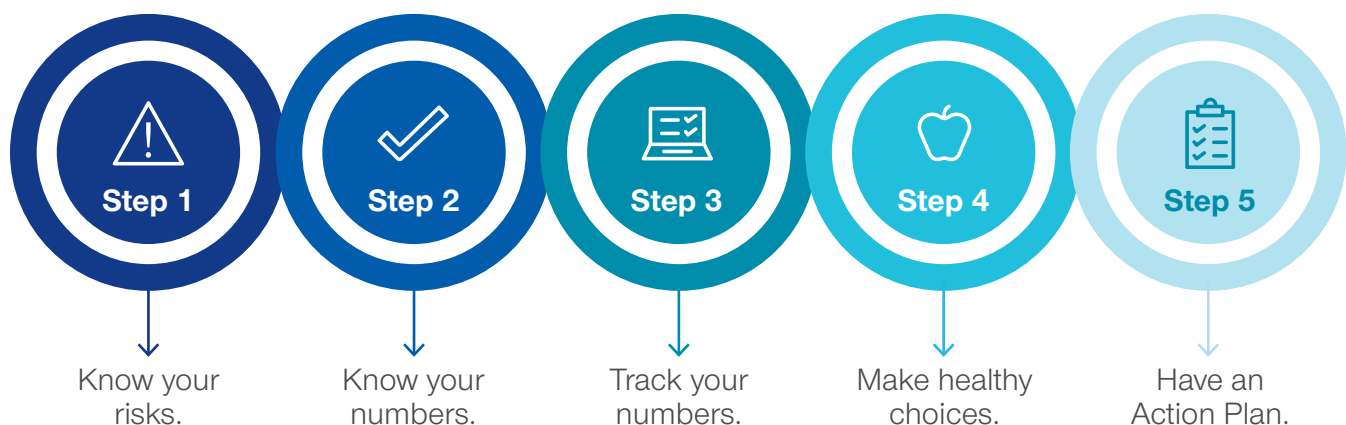 Step 1
Step 2
Step 3
Step 4
Step 5
Know your
risks.
Know your
numbers.
Track your
numbers.
Make healthy
choices.
Have an
Action Plan.